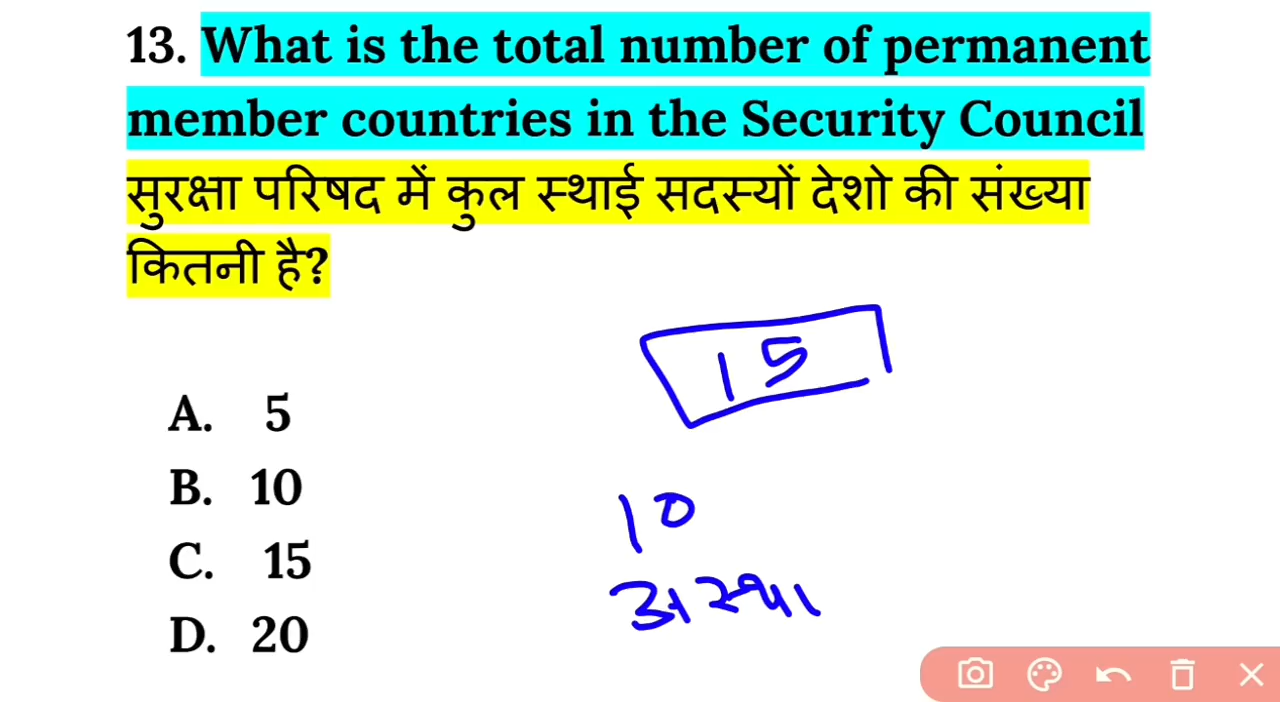 13. What is the total number of permanent
member countries in the Security Council
सुरक्षा परिषद में कुल स्थाई सदस्यों देशो की संख्या
कितनी है?
15
A. 5
B. 10
10
C. 15
D. 20